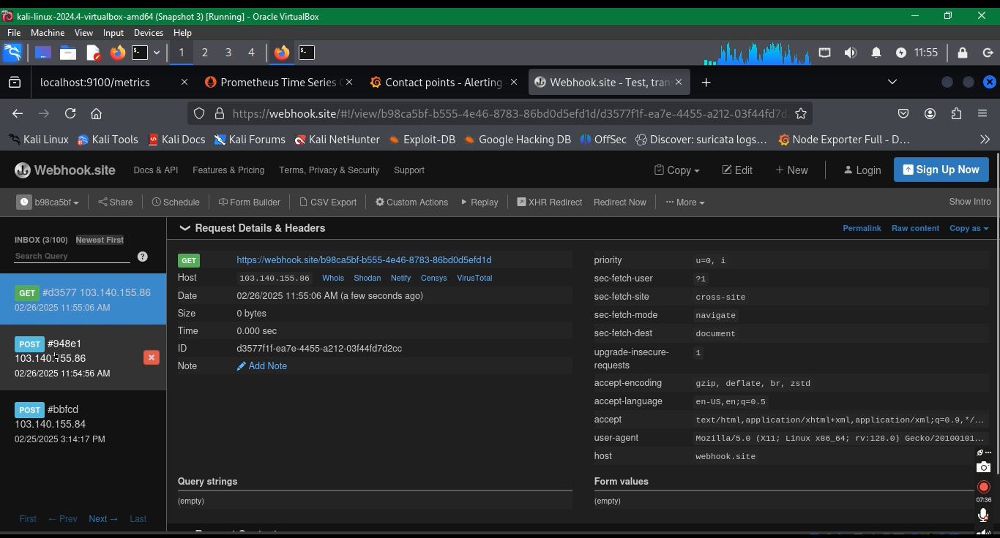 kali-linux-2024.4-virtualbox-amd64 (Snapshot 3) [Running] - Oracle VirtualBox
File Machine View Input Devices Help
1 2 3 4 11:55
localhost:9100/metrics Prometheus Time Series Contact points - Alerting Webhook.site - Test, tran
https://webhook.site/#!/view/b98ca5bf-b555-4e46-8783-86bd0d5efd1d/d3577f1f-ea7e-4455-a212-03f44fd7d
Kali Linux Kali Tools Kali Docs Kali Forums Kali NetHunter Exploit-DB Google Hacking DB OffSec Discover: suricata logs... Node Exporter Full - D...
Webhook.site Docs & API Features & Pricing Terms, Privacy & Security Support Copy Edit + New Login Sign Up Now
b98ca5bf Share Schedule Form Builder CSV Export Custom Actions Replay XHR Redirect Redirect Now ··· More Show Intro
INBOX (3/100) Newest First
Search Query ?
GET #d3577 103.140.155.86
02/26/2025 11:55:06 AM
POST #948e1
103.140.155.86
02/26/2025 11:54:56 AM
POST #bbfcd
103.140.155.84
02/25/2025 3:14:17 PM
First ← Prev Next → Last
Request Details & Headers Permalink Raw content Copy as
GET https://webhook.site/b98ca5bf-b555-4e46-8783-86bd0d5efd1d
Host 103.140.155.86 Whois Shodan Netify Censys VirusTotal
Date 02/26/2025 11:55:06 AM (a few seconds ago)
Size 0 bytes
Time 0.000 sec
ID d3577f1f-ea7e-4455-a212-03f44fd7d2cc
Note Add Note
priority u=0, i
sec-fetch-user ?1
sec-fetch-site cross-site
sec-fetch-mode navigate
sec-fetch-dest document
upgrade-insecure-requests 1
accept-encoding gzip, deflate, br, zstd
accept-language en-US,en;q=0.5
accept text/html,application/xhtml+xml,application/xml;q=0.9,*/...
user-agent Mozilla/5.0 (X11; Linux x86_64; rv:128.0) Gecko/20100101...
host webhook.site
Query strings
(empty)
Form values
(empty)
07:36